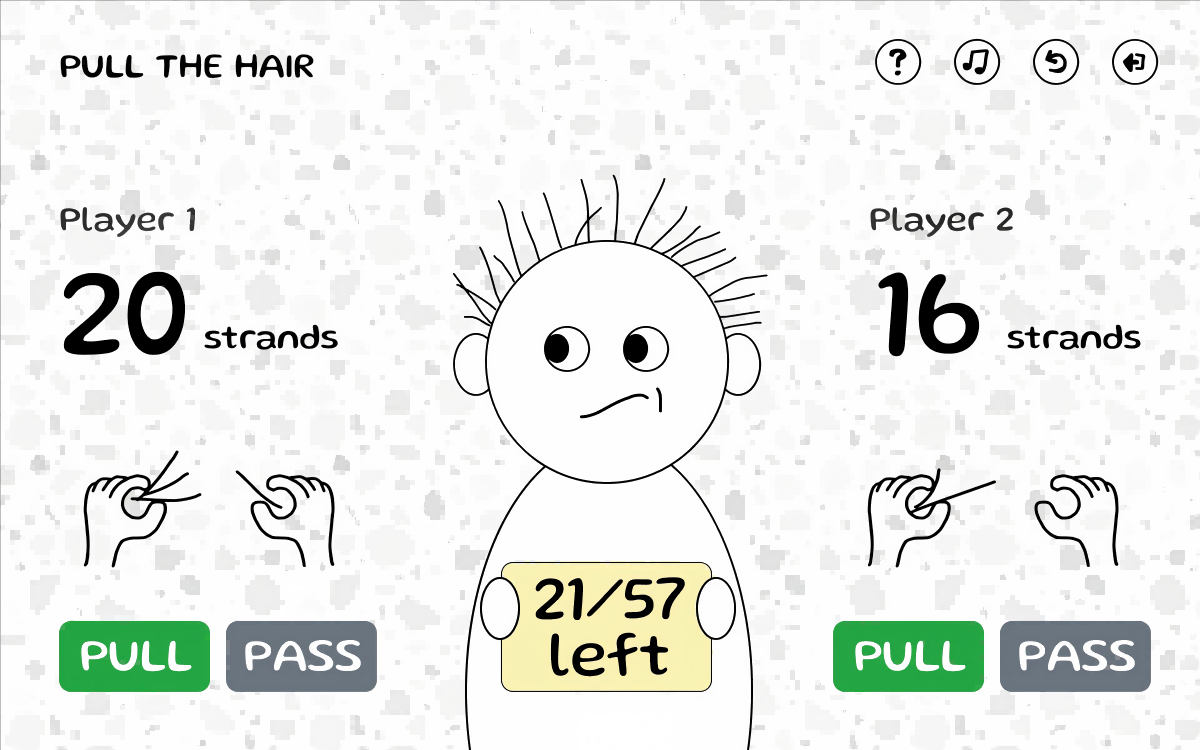 PULL THE HAIR
?
Player 1
20 strands
Player 2
16 strands
21/57
left
PULL
PASS
PULL
PASS